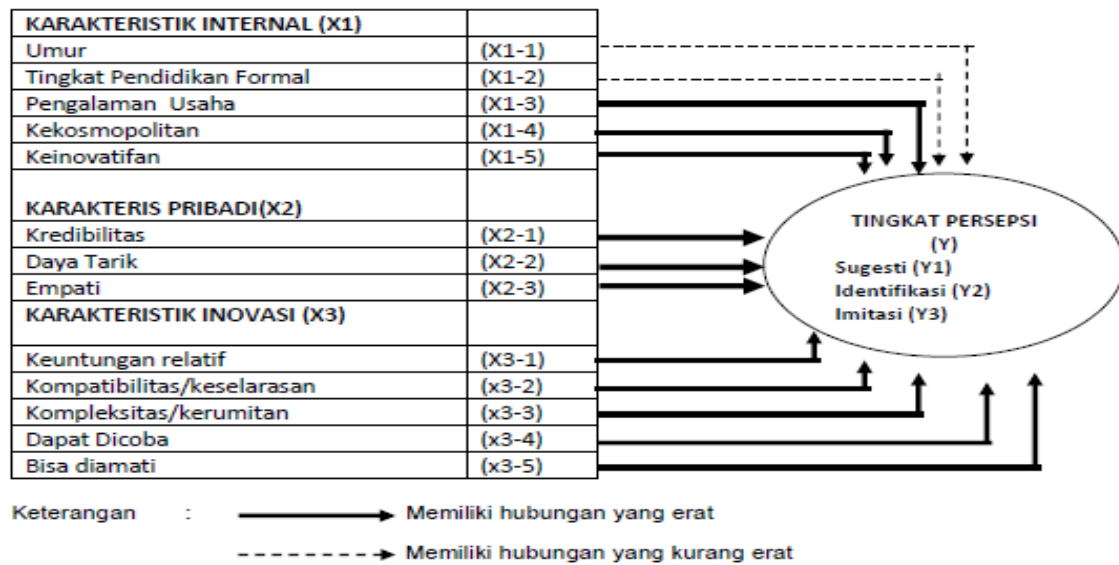 KARAKTERISTIK INTERNAL (X1)
Umur (X1-1)
Tingkat Pendidikan Formal (X1-2)
Pengalaman Usaha (X1-3)
Kekosmopolitan (X1-4)
Keinovatifan (X1-5)
KARAKTERIS PRIBADI(X2)
Kredibilitas (X2-1)
Daya Tarik (X2-2)
Empati (X2-3)
KARAKTERISTIK INOVASI (X3)
Keuntungan relatif (X3-1)
Kompatibilitas/keselarasan (x3-2)
Kompleksitas/kerumitan (x3-3)
Dapat Dicoba (x3-4)
Bisa diamati (x3-5)
TINGKAT PERSEPSI
(Y)
Sugesti (Y1)
Identifikasi (Y2)
Imitasi (Y3)
Keterangan : Memiliki hubungan yang erat
Memiliki hubungan yang kurang erat